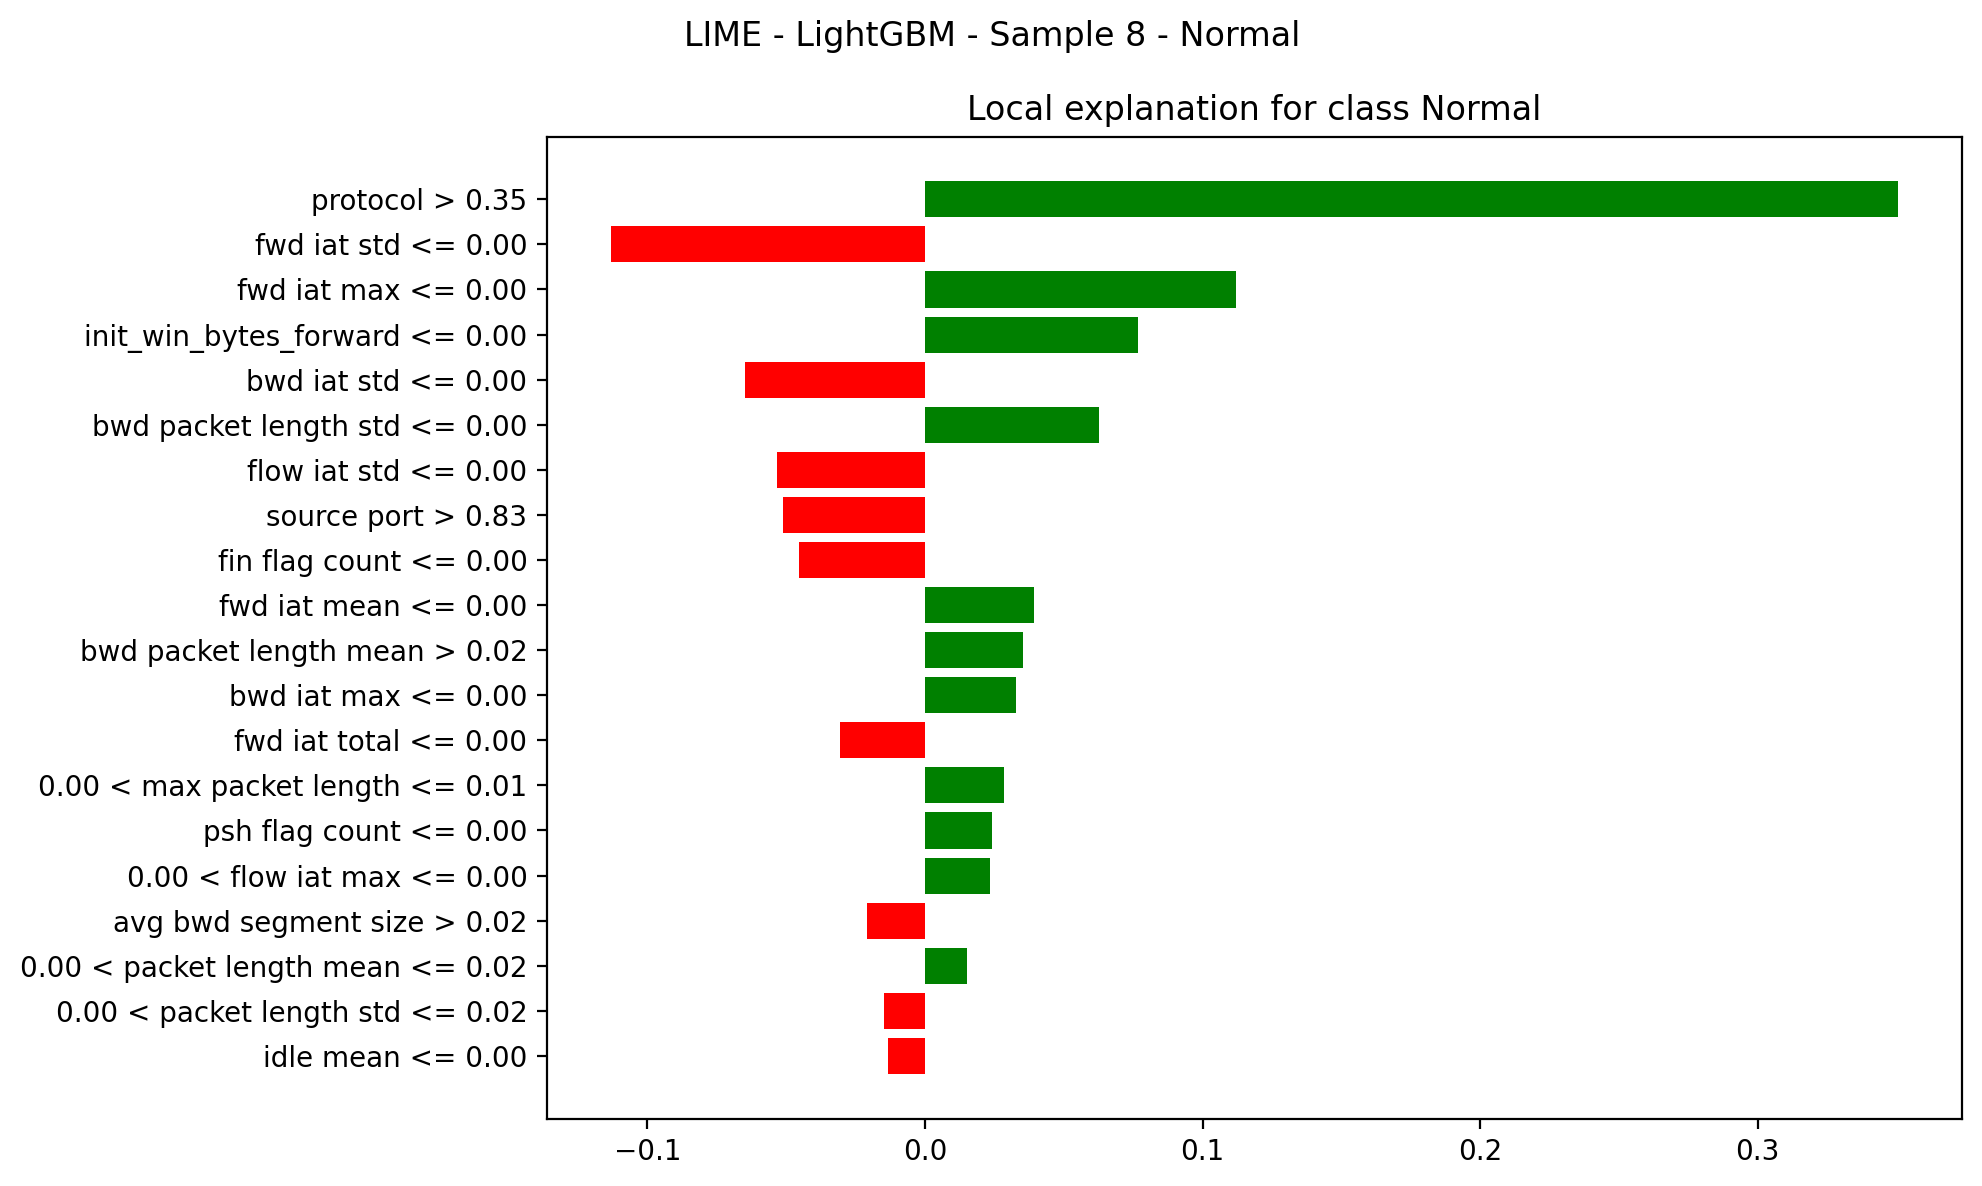 LIME - LightGBM - Sample 8 - Normal
Local explanation for class Normal
protocol > 0.35
fwd iat std <= 0.00
fwd iat max <= 0.00
init_win_bytes_forward <= 0.00
bwd iat std <= 0.00
bwd packet length std <= 0.00
flow iat std <= 0.00
source port > 0.83
fin flag count <= 0.00
fwd iat mean <= 0.00
bwd packet length mean > 0.02
bwd iat max <= 0.00
fwd iat total <= 0.00
0.00 < max packet length <= 0.01
psh flag count <= 0.00
0.00 < flow iat max <= 0.00
avg bwd segment size > 0.02
0.00 < packet length mean <= 0.02
0.00 < packet length std <= 0.02
idle mean <= 0.00
−0.1 0.0 0.1 0.2 0.3